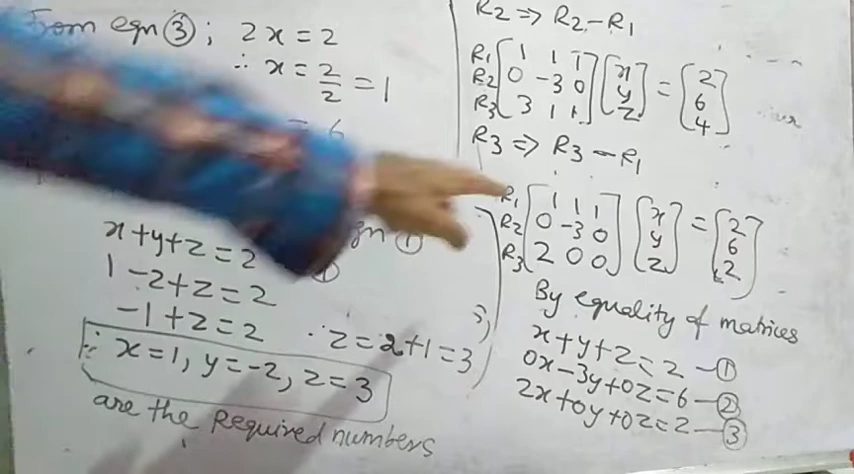 From eqn ③; 2x = 2
∴ x = 2/2 = 1
= 6
eqn ①
x+y+z = 2
①
1 -2+z = 2
-1 + z = 2 ∴ z = 2+1 = 3
∴ x = 1, y = -2, z = 3
are the Required numbers
R2 => R2 - R1
R1 [ 1 1 1 ] [ x ] = [ 2 ]
R2 [ 0 -3 0 ] [ y ] [ 6 ]
R3 [ 3 1 1 ] [ z ] [ 4 ]
R3 => R3 - R1
R1 [ 1 1 1 ] [ x ] = [ 2 ]
R2 [ 0 -3 0 ] [ y ] [ 6 ]
R3 [ 2 0 0 ] [ z ] [ 2 ]
By equality of matrices
x+y+z = 2 - ①
0x - 3y + 0z = 6 - ②
2x + 0y + 0z = 2 - ③